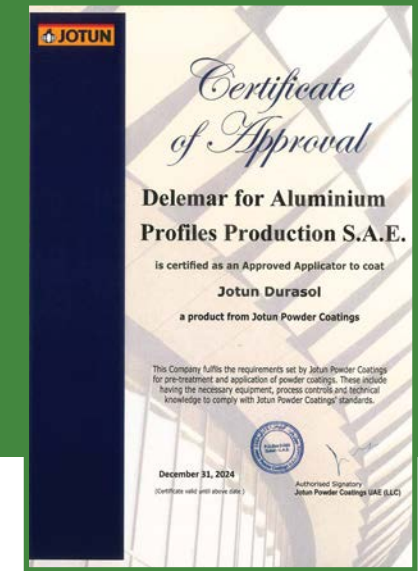 JOTUN
Certificate
of Approval
Delemar for Aluminium
Profiles Production S.A.E.
is certified as an Approved Applicator to coat
Jotun Durasol
a product from Jotun Powder Coatings
This Company fulfils the requirements set by Jotun Powder Coatings
for pre-treatment and application of powder coatings. These include
having the necessary equipment, process controls and technical
knowledge to comply with Jotun Powder Coatings' standards.
December 31, 2024
(Certificate valid until above date)
Authorised Signatory
Jotun Powder Coatings UAE (LLC)